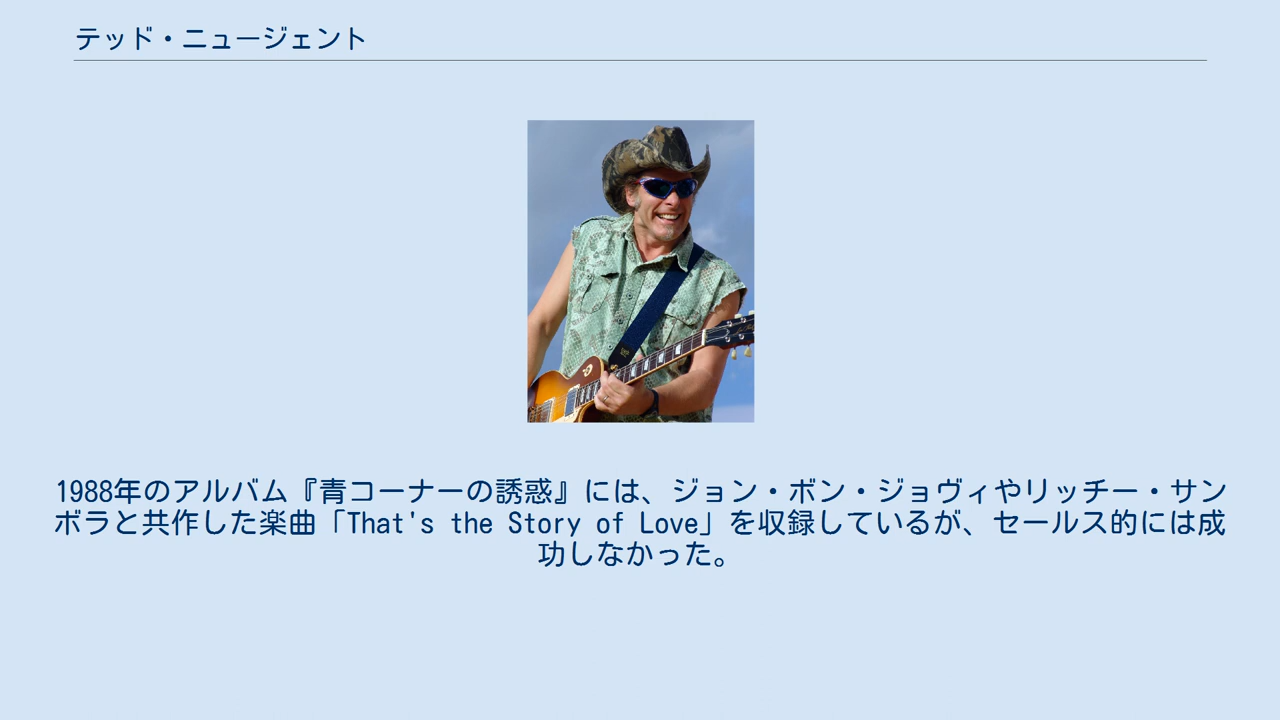 テッド・ニュージェント
1988年のアルバム『青コーナーの誘惑』には、ジョン・ボン・ジョヴィやリッチー・サン
ボラと共作した楽曲「That's the Story of Love」を収録しているが、セールス的には成
功しなかった。